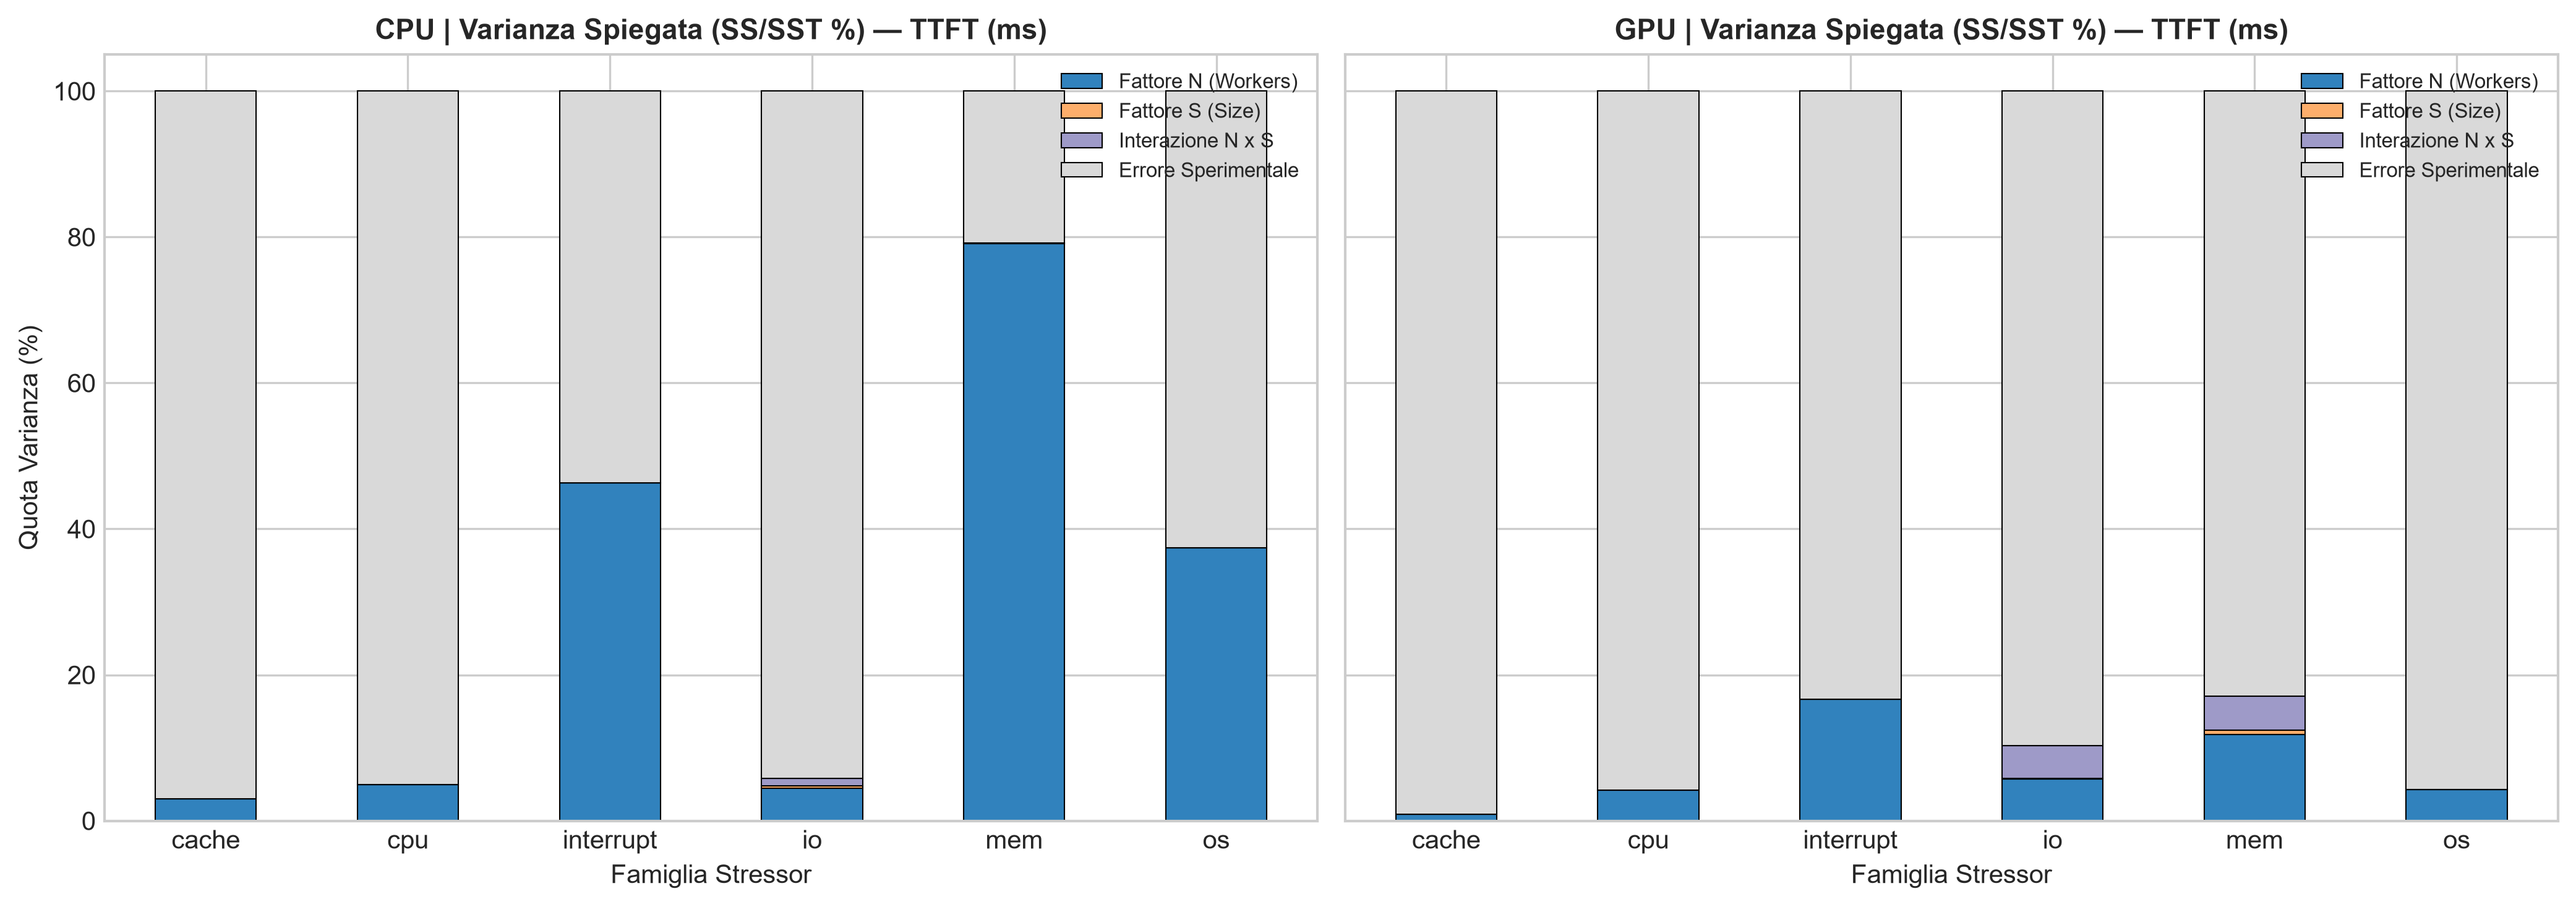 CPU | Varianza Spiegata (SS/SST %) — TTFT (ms)
Quota Varianza (%)
100
80
60
40
20
0
Fattore N (Workers)
Fattore S (Size)
Interazione N x S
Errore Sperimentale
cache cpu interrupt io mem os
Famiglia Stressor
GPU | Varianza Spiegata (SS/SST %) — TTFT (ms)
Fattore N (Workers)
Fattore S (Size)
Interazione N x S
Errore Sperimentale
cache cpu interrupt io mem os
Famiglia Stressor